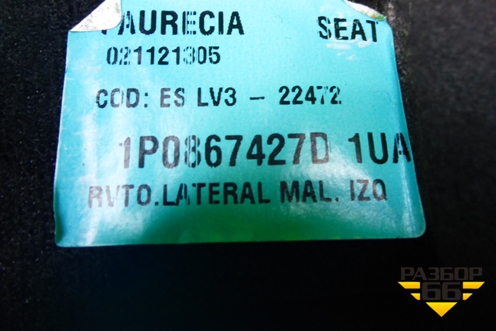 FAURECIA SEAT
021121305
COD: ES LV3 - 22472
1P0867427D 1UA
RVTO.LATERAL MAL. IZQ
РАЗБОР
66